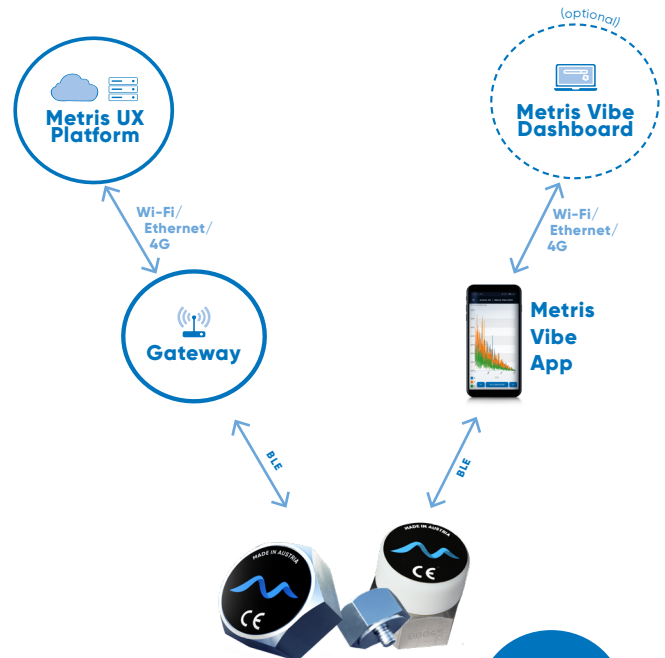 (optional)
Metris UX
Platform
Metris Vibe
Dashboard
Wi-Fi/
Ethernet/
4G
Wi-Fi/
Ethernet/
4G
Gateway
Metris
Vibe
App
BLE
BLE
MADE IN AUSTRIA
CE
MADE IN AUSTRIA
CE